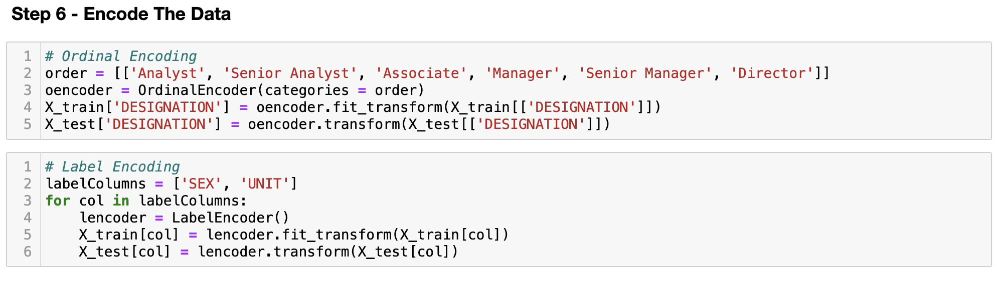 Step 6 - Encode The Data
1 # Ordinal Encoding
2 order = [['Analyst', 'Senior Analyst', 'Associate', 'Manager', 'Senior Manager', 'Director']]
3 oencoder = OrdinalEncoder(categories = order)
4 X_train['DESIGNATION'] = oencoder.fit_transform(X_train[['DESIGNATION']])
5 X_test['DESIGNATION'] = oencoder.transform(X_test[['DESIGNATION']])
1 # Label Encoding
2 labelColumns = ['SEX', 'UNIT']
3 for col in labelColumns:
4     lencoder = LabelEncoder()
5     X_train[col] = lencoder.fit_transform(X_train[col])
6     X_test[col] = lencoder.transform(X_test[col])